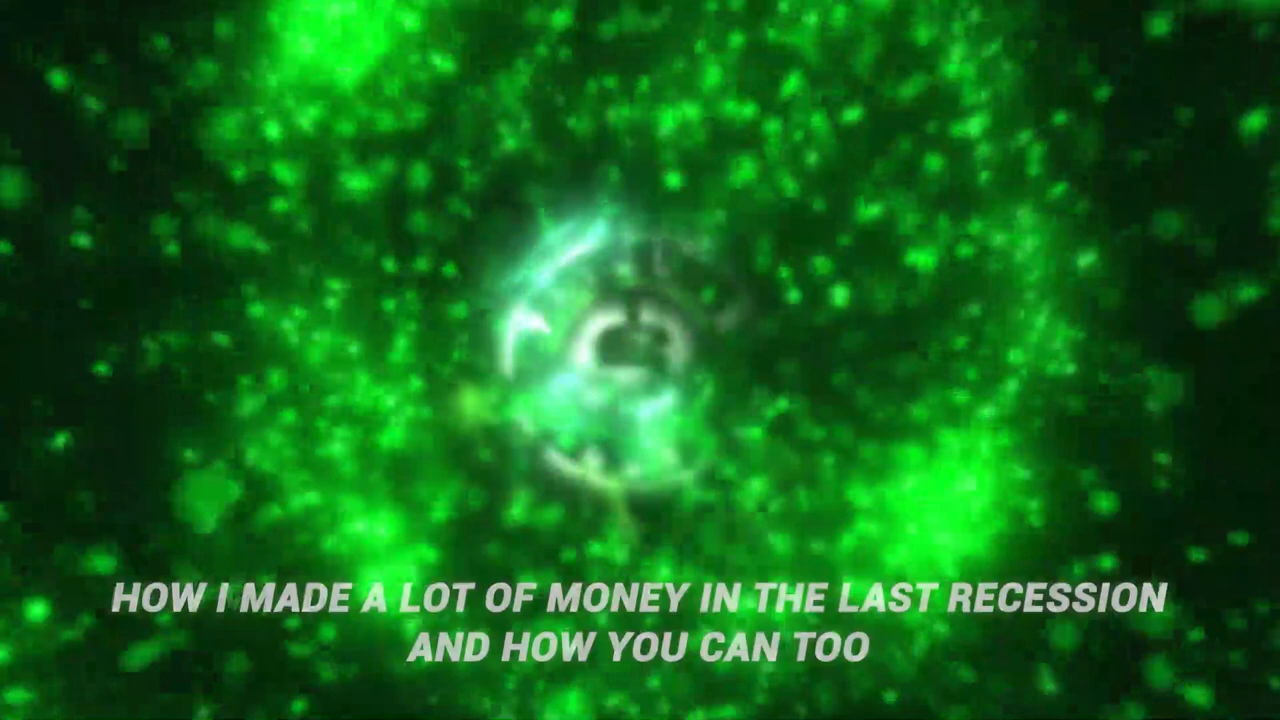 HOW I MADE A LOT OF MONEY IN THE LAST RECESSION
AND HOW YOU CAN TOO